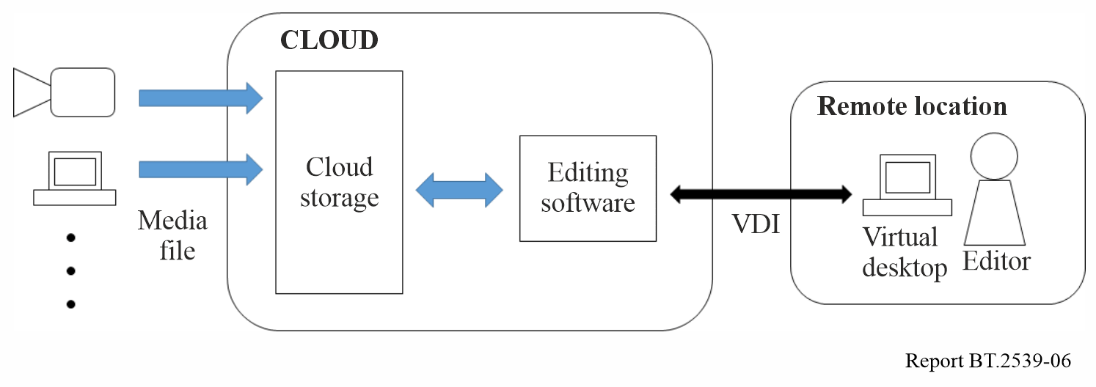 CLOUD
Remote location
Cloud
storage
Editing
software
Media
file
VDI
Virtual
desktop
Editor
Report BT.2539-06